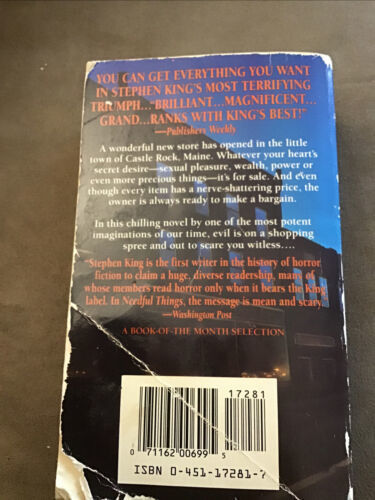 YOU CAN GET EVERYTHING YOU WANT
IN STEPHEN KING'S MOST TERRIFYING
TRIUMPH..."BRILLIANT...MAGNIFICENT...
GRAND...RANKS WITH KING'S BEST!"
—Publishers Weekly
A wonderful new store has opened in the little
town of Castle Rock, Maine. Whatever your heart's
secret desire—sexual pleasure, wealth, power or
even more precious things—it's for sale. And even
though every item has a nerve-shattering price, the
owner is always ready to make a bargain.
In this chilling novel by one of the most potent
imaginations of our time, evil is on a shopping
spree and out to scare you witless....
"Stephen King is the first writer in the history of horror
fiction to claim a huge, diverse readership, many of
whose members read horror only when it bears the King
label. In Needful Things, the message is mean and scary."
—Washington Post
A BOOK-OF-THE MONTH SELECTION
17281
0 71162 00699 5
ISBN 0-451-17281-7